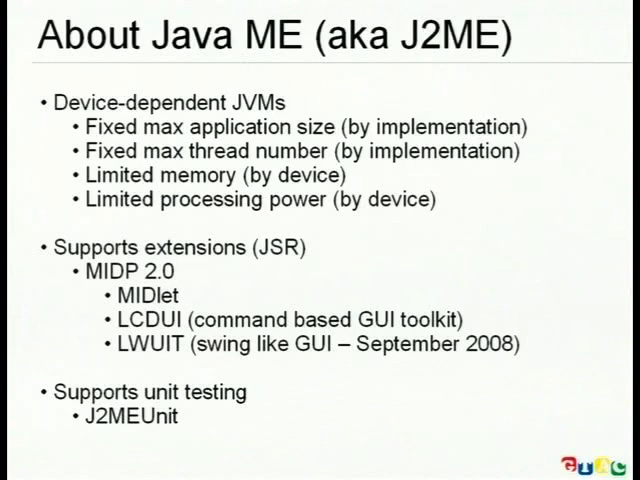 About Java ME (aka J2ME)
• Device-dependent JVMs
• Fixed max application size (by implementation)
• Fixed max thread number (by implementation)
• Limited memory (by device)
• Limited processing power (by device)
• Supports extensions (JSR)
• MIDP 2.0
• MIDlet
• LCDUI (command based GUI toolkit)
• LWUIT (swing like GUI – September 2008)
• Supports unit testing
• J2MEUnit
GTAC